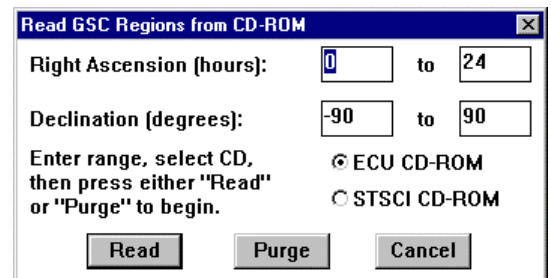 Read GSC Regions from CD-ROM
Right Ascension (hours): 0 to 24
Declination (degrees): -90 to 90
Enter range, select CD,
then press either "Read"
or "Purge" to begin.
ECU CD-ROM
STSCI CD-ROM
Read Purge Cancel